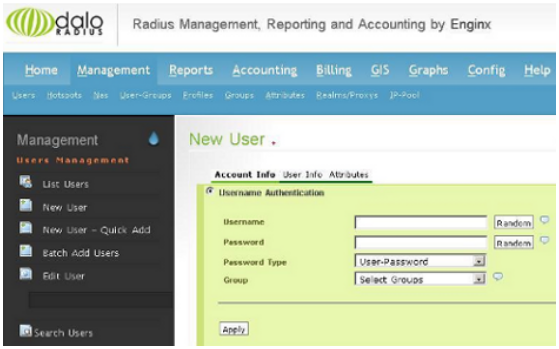 dalo
RADIUS
Radius Management, Reporting and Accounting by Enginx
Home Management Reports Accounting Billing GIS Graphs Config Help
Users Hotspots Nas User-Groups Profiles Groups Attributes Realms/Proxys IP-Pool
Management
Users Management
List Users
New User
New User - Quick Add
Batch Add Users
Edit User
Search Users
New User .
Account Info User Info Attributes
Username Authentication
Username Random
Password Random
Password Type User-Password
Group Select Groups
Apply